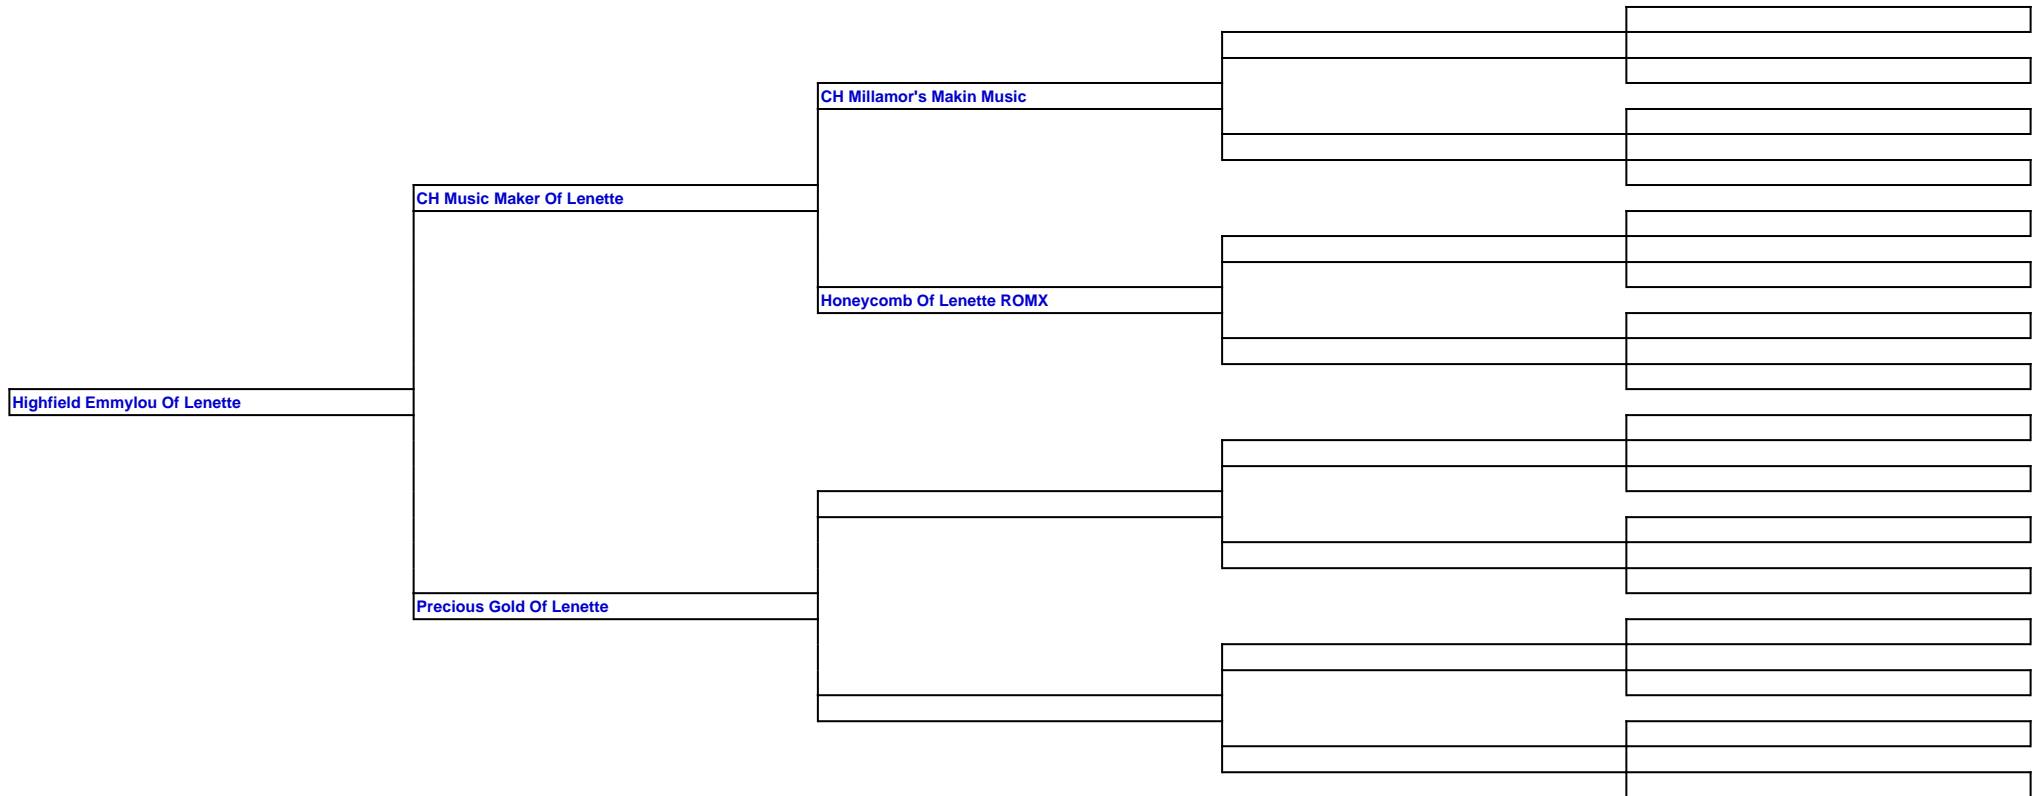 CH Millamor's Makin Music
CH Music Maker Of Lenette
Honeycomb Of Lenette ROMX
Highfield Emmylou Of Lenette
Precious Gold Of Lenette